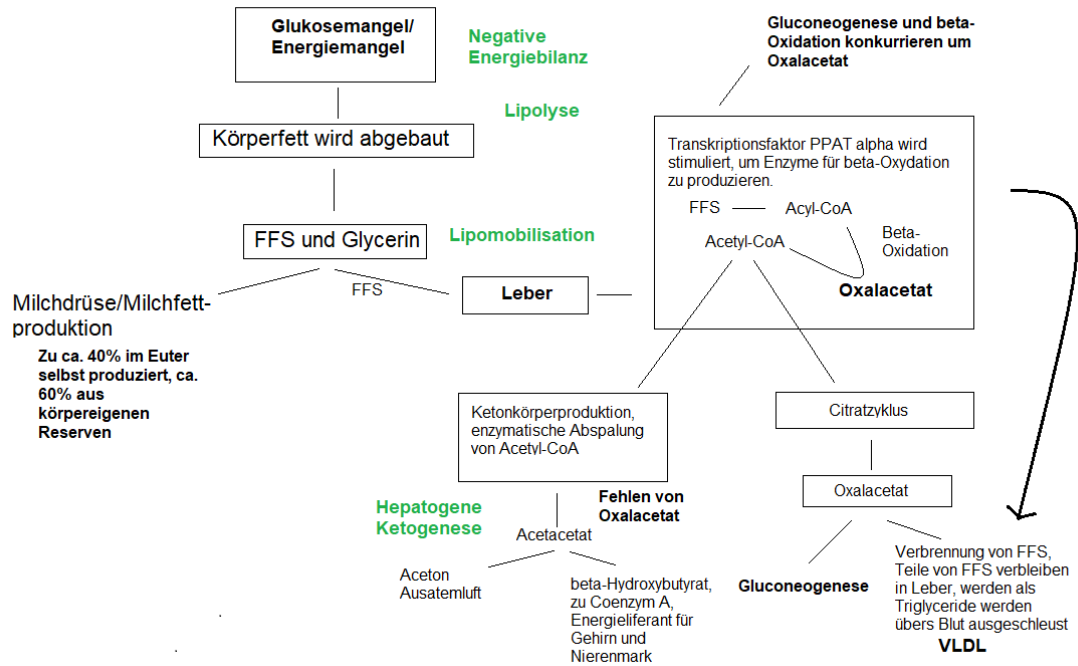 Glukosemangel/
Energiemangel
Negative
Energiebilanz
Gluconeogenese und beta-
Oxidation konkurrieren um
Oxalacetat
Lipolyse
Körperfett wird abgebaut
Transkriptionsfaktor PPAT alpha wird
stimuliert, um Enzyme für beta-Oxydation
zu produzieren.
FFS
Acyl-CoA
Acetyl-CoA
Beta-
Oxidation
Oxalacetat
FFS und Glycerin
Lipomobilisation
FFS
Leber
Milchdrüse/Milchfett-
produktion
Zu ca. 40% im Euter
selbst produziert, ca.
60% aus
körpereigenen
Reserven
Ketonkörperproduktion,
enzymatische Abspalung
von Acetyl-CoA
Citratzyklus
Oxalacetat
Hepatogene
Ketogenese
Fehlen von
Oxalacetat
Acetacetat
Aceton
Ausatemluft
beta-Hydroxybutyrat,
zu Coenzym A,
Energieliferant für
Gehirn und
Nierenmark
Gluconeogenese
Verbrennung von FFS,
Teile von FFS verbleiben
in Leber, werden als
Triglyceride werden
übers Blut ausgeschleust
VLDL